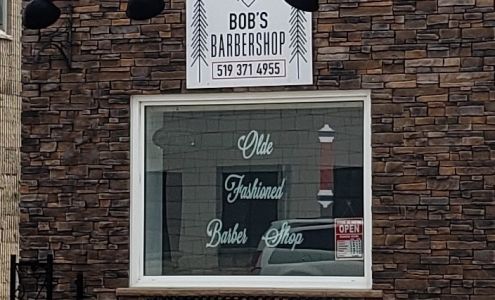 BOB'S
BARBERSHOP
519 371 4955
Olde
Fashioned
Barber Shop
OPEN